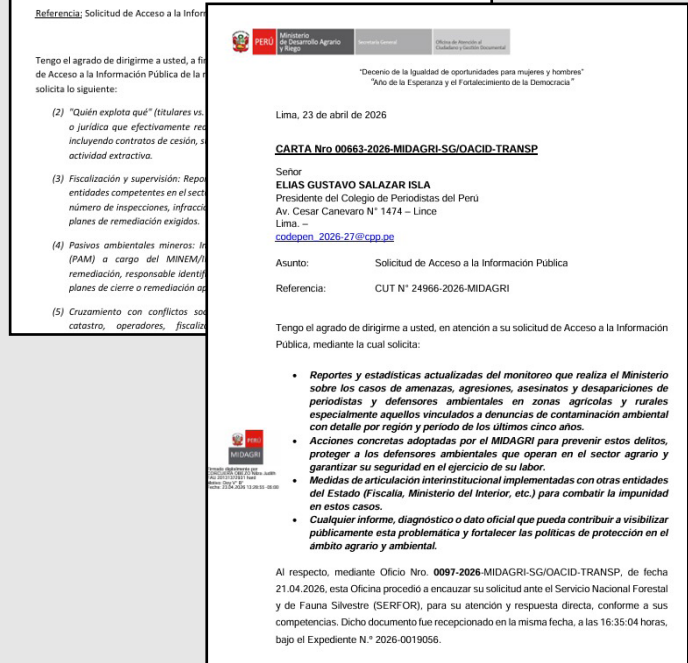 Referencia: Solicitud de Acceso a la Infor
Tengo el agrado de dirigirme a usted, a fi
de Acceso a la Información Pública de la r
solicita lo siguiente:
(2) "Quién explota qué" (titulares vs.
o jurídica que efectivamente rea
incluyendo contratos de cesión, s
actividad extractiva.
(3) Fiscalización y supervisión: Repor
entidades competentes en el sect
número de inspecciones, infracci
planes de remediación exigidos.
(4) Pasivos ambientales mineros: In
(PAM) a cargo del MINEM/
remediación, responsable identif
planes de cierre o remediación ap
(5) Cruzamiento con conflictos soc
catastro, operadores, fiscaliz
PERÚ
Ministerio
de Desarrollo Agrario
y Riego
Secretaría General
Oficina de Atención al
Ciudadano y Gestión Documental
"Decenio de la Igualdad de oportunidades para mujeres y hombres"
"Año de la Esperanza y el Fortalecimiento de la Democracia"
Lima, 23 de abril de 2026
CARTA Nro 00663-2026-MIDAGRI-SG/OACID-TRANSP
Señor
ELIAS GUSTAVO SALAZAR ISLA
Presidente del Colegio de Periodistas del Perú
Av. Cesar Canevaro N° 1474 – Lince
Lima. –
codepen_2026-27@cpp.pe
Asunto: Solicitud de Acceso a la Información Pública
Referencia: CUT N° 24966-2026-MIDAGRI
Tengo el agrado de dirigirme a usted, en atención a su solicitud de Acceso a la Información
Pública, mediante la cual solicita:
• Reportes y estadísticas actualizadas del monitoreo que realiza el Ministerio
sobre los casos de amenazas, agresiones, asesinatos y desapariciones de
periodistas y defensores ambientales en zonas agrícolas y rurales
especialmente aquellos vinculados a denuncias de contaminación ambiental
con detalle por región y período de los últimos cinco años.
• Acciones concretas adoptadas por el MIDAGRI para prevenir estos delitos,
proteger a los defensores ambientales que operan en el sector agrario y
garantizar su seguridad en el ejercicio de su labor.
• Medidas de articulación interinstitucional implementadas con otras entidades
del Estado (Fiscalía, Ministerio del Interior, etc.) para combatir la impunidad
en estos casos.
• Cualquier informe, diagnóstico o dato oficial que pueda contribuir a visibilizar
públicamente esta problemática y fortalecer las políticas de protección en el
ámbito agrario y ambiental.
PERÚ
MIDAGRI
Firmado digitalmente por
Al respecto, mediante Oficio Nro. 0097-2026-MIDAGRI-SG/OACID-TRANSP, de fecha
21.04.2026, esta Oficina procedió a encauzar su solicitud ante el Servicio Nacional Forestal
y de Fauna Silvestre (SERFOR), para su atención y respuesta directa, conforme a sus
competencias. Dicho documento fue recepcionado en la misma fecha, a las 16:35:04 horas,
bajo el Expediente N.º 2026-0019056.